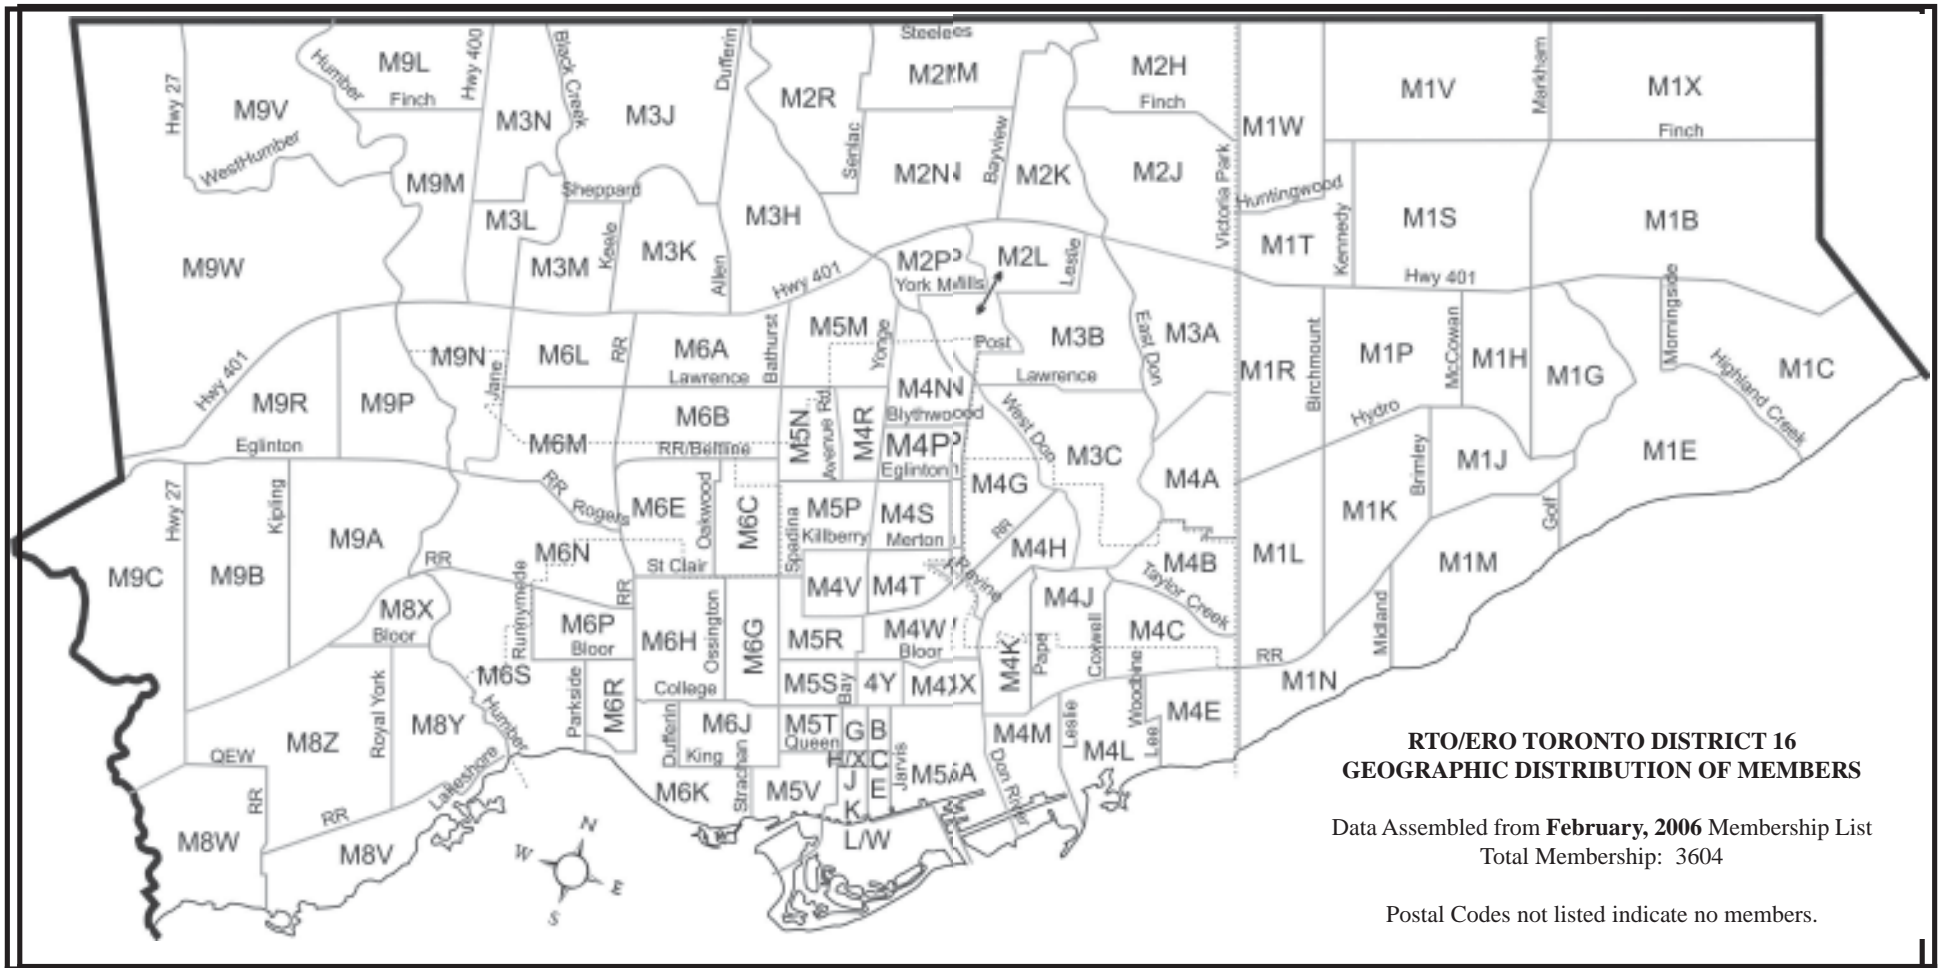 Steeles
Hwy 27
Humber
M9L
Hwy 400
Black Creek
Dufferin
M2R
M2M
M2H
M1V
Markham
M1X
M9V
Finch
M3N
M3J
Finch
M1W
Finch
WestHumber
M9M
Sheppard
Senlac
M2N
Bayview
M2K
M2J
Victoria Park
Huntingwood
M3L
M3H
M1T
Kennedy
M1S
M1B
M9W
M3M
Keele
M3K
Allen
Hwy 401
M2P
York Mills
M2L
Leslie
Hwy 401
Morningside
Hwy 401
M9N
Jane
M6L
RR
M6A
Lawrence
Bathurst
M5M
Yonge
Post
M3B
Lawrence
East Don
M3A
M1R
Birchmount
M1P
McCowan
M1H
M1G
Highland Creek
M1C
M9R
M9P
Eglinton
M6M
M6B
RR/Beltline
M5N
Avenue Rd
M4R
M4N
Blythwood
M4P
Eglinton
West Don
M3C
Hydro
M1J
M1E
Hwy 27
Kipling
M9A
RR
Rogers
M6E
Oakwood
M6C
Spadina
M5P
Killberry
M4S
Merton
M4G
RR
M4H
M4A
M1K
Brimley
Golf
M9C
M9B
RR
M6N
St Clair
M4V
M4T
Ravine
M4B
Taylor Creek
M1L
M1M
M8X
Bloor
Runnymede
RR
M6P
Bloor
M6H
Ossington
M6G
M5R
M4W
Bloor
M4K
Pape
M4J
Coxwell
M4C
RR
Midland
M1N
M6S
Humber
Parkside
M6R
College
M5S
Bay
4Y
M4X
Woodbine
M4E
Royal York
M8Y
M8Z
QEW
RR
Dufferin
M6J
King
Strachan
M5T
Queen
G
B
H/X
C
J
E
K
Jarvis
M5A
M4M
Don River
Leslie
M4L
Lee
Lakeshore
RR
M8W
M8V
M6K
M5V
L/W
N
W
E
S
RTO/ERO TORONTO DISTRICT 16
GEOGRAPHIC DISTRIBUTION OF MEMBERS
Data Assembled from February, 2006 Membership List
Total Membership: 3604
Postal Codes not listed indicate no members.